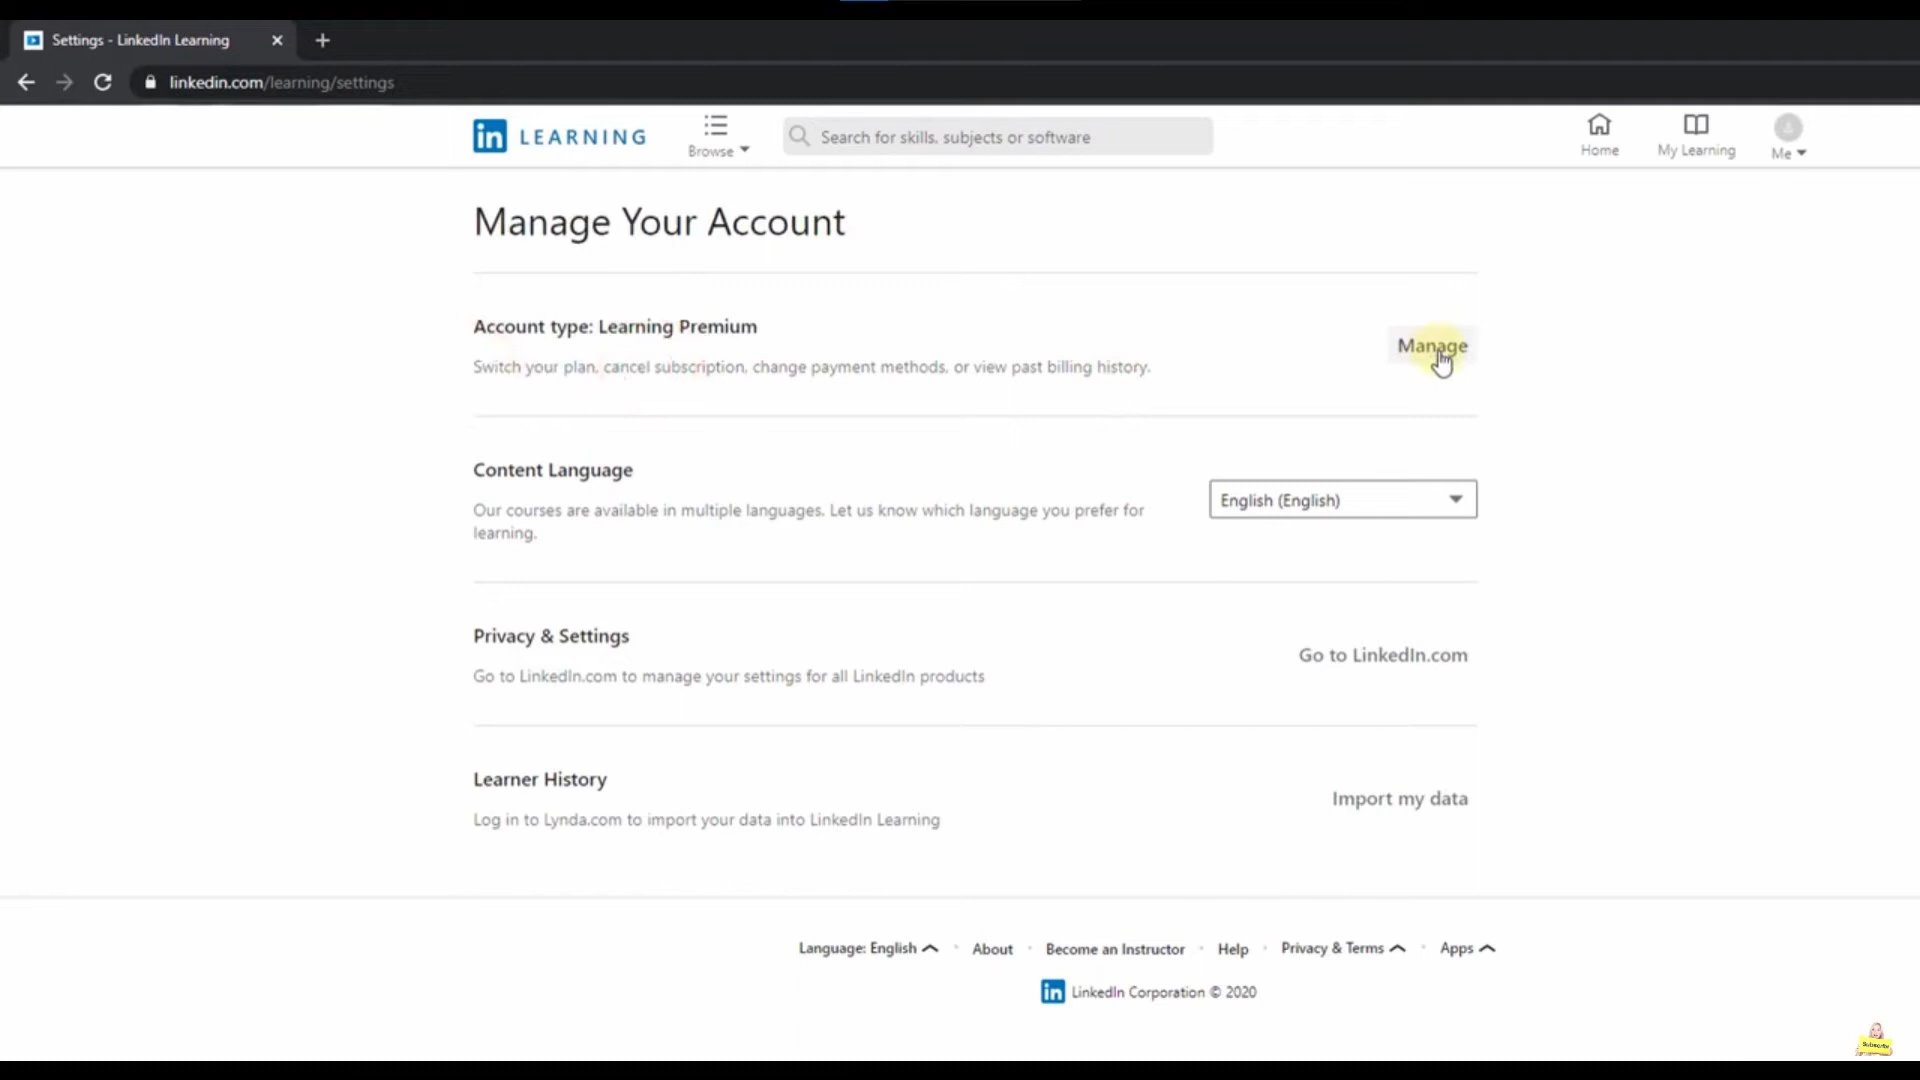 Settings - LinkedIn Learning
linkedin.com/learning/settings
in LEARNING
Browse
Search for skills, subjects or software
Home
My Learning
Me
Manage Your Account
Account type: Learning Premium
Switch your plan, cancel subscription, change payment methods, or view past billing history.
Manage
Content Language
Our courses are available in multiple languages. Let us know which language you prefer for
learning.
English (English)
Privacy & Settings
Go to LinkedIn.com to manage your settings for all LinkedIn products
Go to LinkedIn.com
Learner History
Log in to Lynda.com to import your data into LinkedIn Learning
Import my data
Language: English · About · Become an Instructor · Help · Privacy & Terms · Apps
in LinkedIn Corporation © 2020
Subscribe